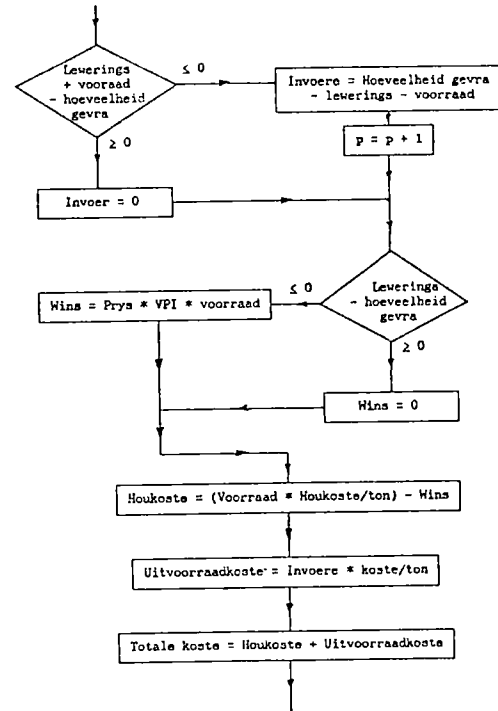 Lewerings
+ vooraad
- hoeveelheid
gevra
≤ 0
Invoere = Hoeveelheid gevra
- lewerings - voorraad
≥ 0
p = p + 1
Invoer = 0
Lewerings
- hoeveelheid
gevra
≤ 0
Wins = Prys * VPI * voorraad
≥ 0
Wins = 0
Houkoste = (Voorraad * Houkoste/ton) - Wins
Uitvoorraadkoste = Invoere * koste/ton
Totale koste = Houkoste + Uitvoorraadkoste